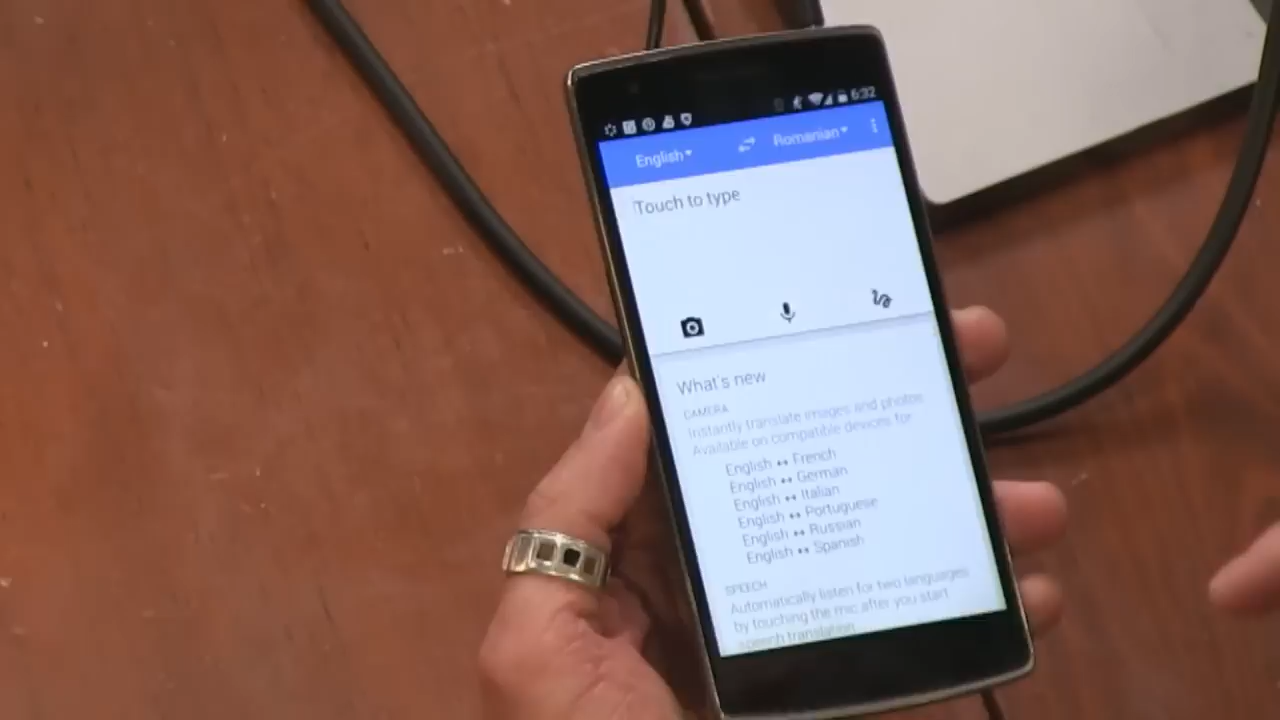 6:32
English Romanian
Touch to type
What's new
CAMERA
Instantly translate images and photos
Available on compatible devices for
English ↔ French
English ↔ German
English ↔ Italian
English ↔ Portuguese
English ↔ Russian
English ↔ Spanish
SPEECH
Automatically listen for two languages
by touching the mic after you start
speech translation